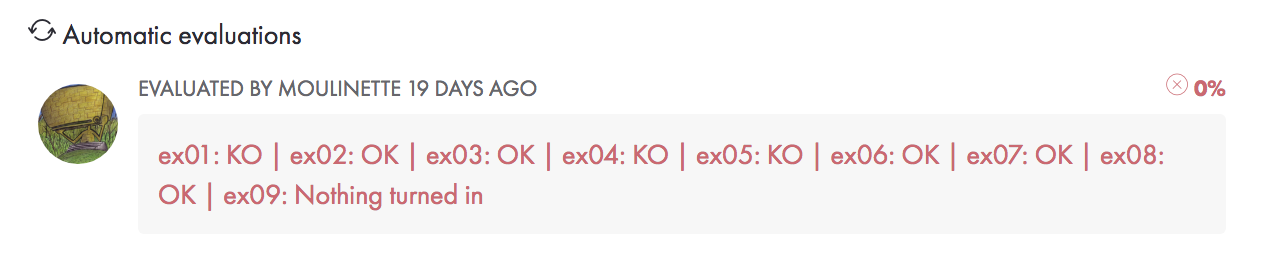 Automatic evaluations
EVALUATED BY MOULINETTE 19 DAYS AGO
0%
ex01: KO | ex02: OK | ex03: OK | ex04: KO | ex05: KO | ex06: OK | ex07: OK | ex08:
OK | ex09: Nothing turned in